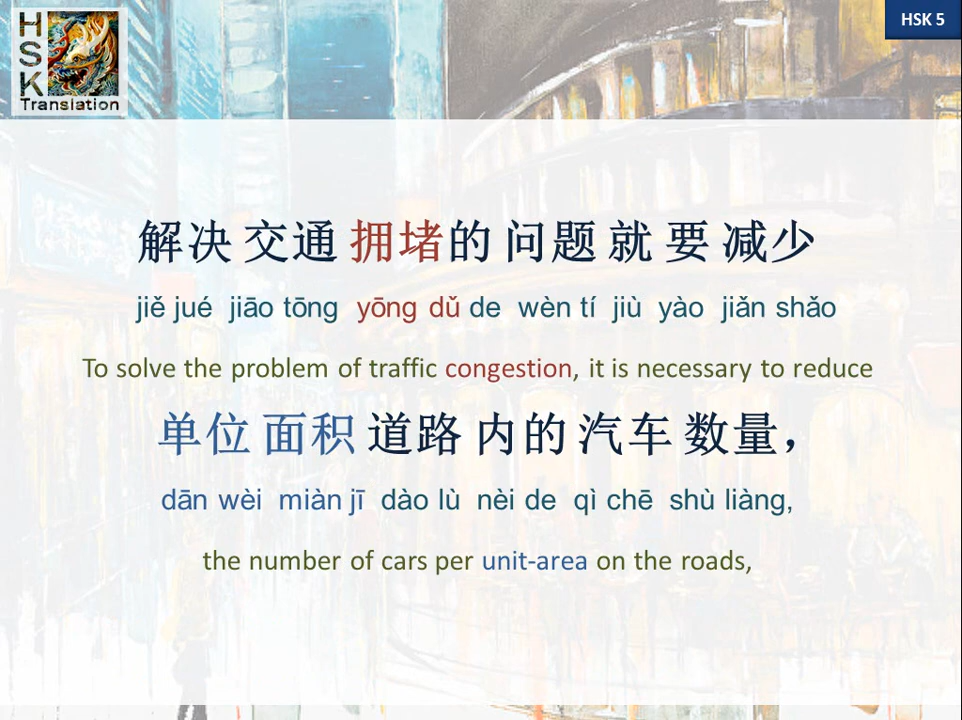 HSK
Translation
HSK 5
解决 交通 拥堵的 问题 就 要 减少
jiě jué jiāo tōng yōng dǔ de wèn tí jiù yào jiǎn shǎo
To solve the problem of traffic congestion, it is necessary to reduce
单位 面积 道路 内的 汽车 数量，
dān wèi miàn jī dào lù nèi de qì chē shù liàng,
the number of cars per unit-area on the roads,